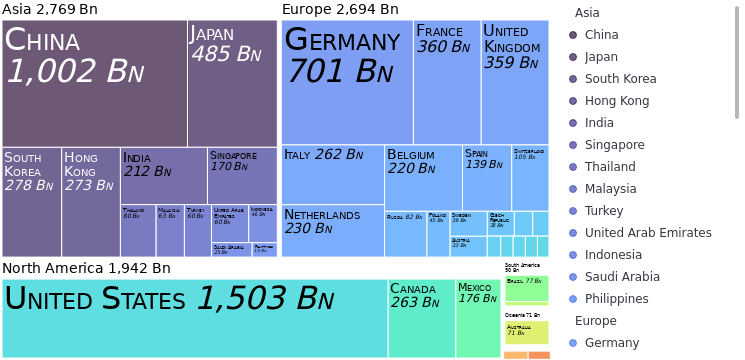 Asia 2,769 Bn
China
1,002 Bn
Japan
485 Bn
South
Korea
278 Bn
Hong
Kong
273 Bn
India
212 Bn
Singapore
170 Bn
Thailand
80 Bn
Malaysia
63 Bn
Turkey
60 Bn
United Arab
Emirates
60 Bn
Indonesia
46 Bn
Saudi Arabia
25 Bn
Europe 2,694 Bn
Germany
701 Bn
France
360 Bn
United
Kingdom
359 Bn
Italy 262 Bn
Netherlands
230 Bn
Belgium
220 Bn
Spain
139 Bn
Switzerland
105 Bn
Russia 82 Bn
Poland
45 Bn
Sweden
39 Bn
Czech
Republic
28 Bn
Austria
33 Bn
North America 1,942 Bn
United States 1,503 Bn
Canada
263 Bn
Mexico
176 Bn
South America
Brazil 77 Bn
Oceania 71 Bn
Australia
71 Bn
Asia
China
Japan
South Korea
Hong Kong
India
Singapore
Thailand
Malaysia
Turkey
United Arab Emirates
Indonesia
Saudi Arabia
Philippines
Europe
Germany